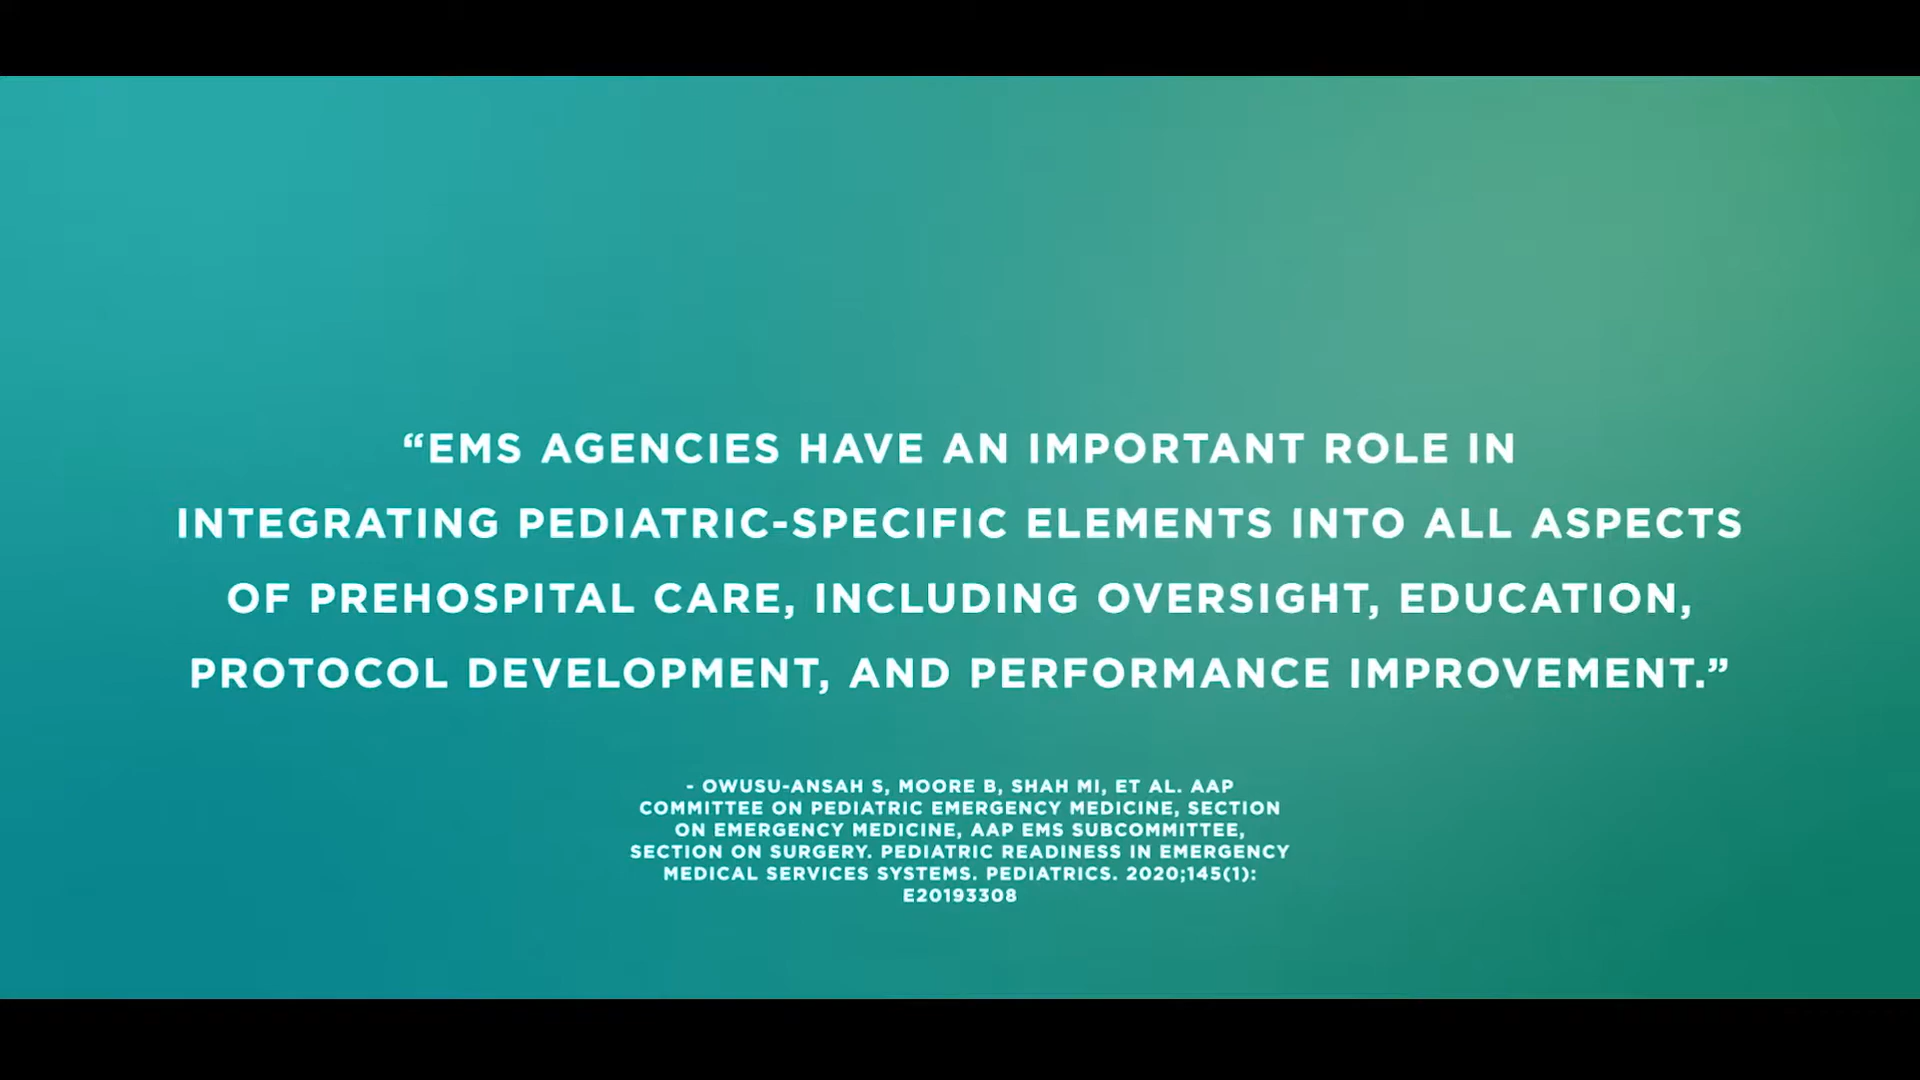 “EMS AGENCIES HAVE AN IMPORTANT ROLE IN
INTEGRATING PEDIATRIC-SPECIFIC ELEMENTS INTO ALL ASPECTS
OF PREHOSPITAL CARE, INCLUDING OVERSIGHT, EDUCATION,
PROTOCOL DEVELOPMENT, AND PERFORMANCE IMPROVEMENT.”
- OWUSU-ANSAH S, MOORE B, SHAH MI, ET AL. AAP
COMMITTEE ON PEDIATRIC EMERGENCY MEDICINE, SECTION
ON EMERGENCY MEDICINE, AAP EMS SUBCOMMITTEE,
SECTION ON SURGERY. PEDIATRIC READINESS IN EMERGENCY
MEDICAL SERVICES SYSTEMS. PEDIATRICS. 2020;145(1):
E20193308